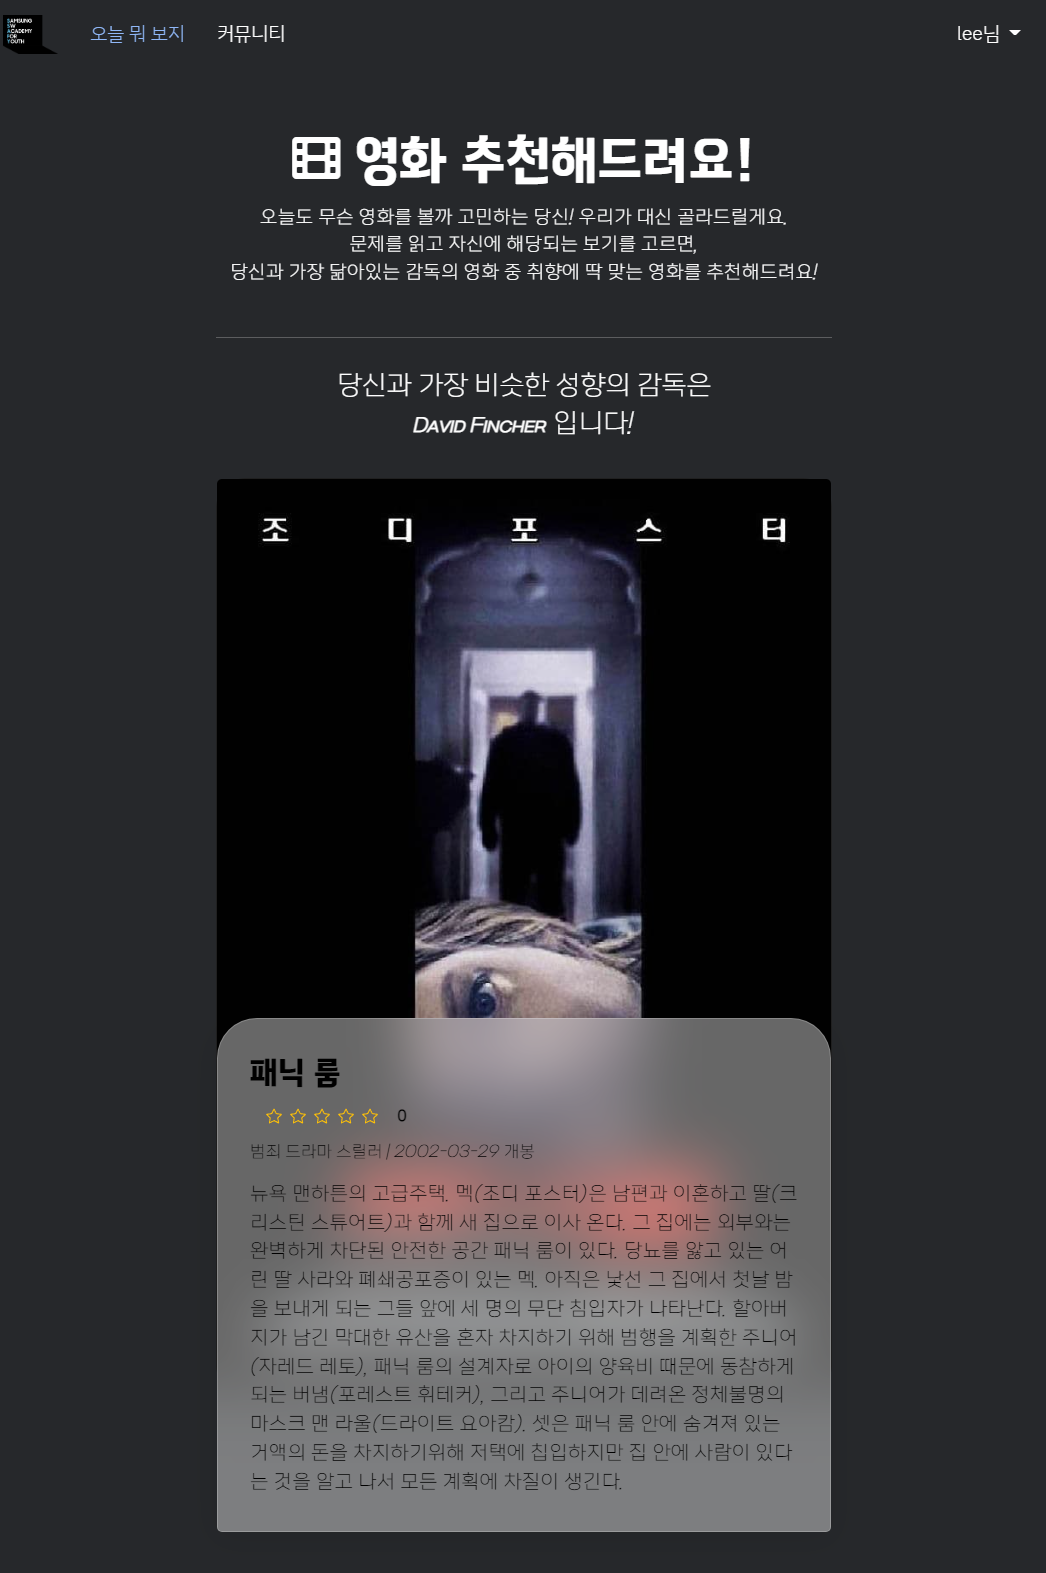 SAMSUNG
SW
ACADEMY
FOR
YOUTH
오늘 뭐 보지
커뮤니티
lee님
영화 추천해드려요!
오늘도 무슨 영화를 볼까 고민하는 당신! 우리가 대신 골라드릴게요.
문제를 읽고 자신에 해당되는 보기를 고르면,
당신과 가장 닮아있는 감독의 영화 중 취향에 딱 맞는 영화를 추천해드려요!
당신과 가장 비슷한 성향의 감독은
DAVID FINCHER 입니다!
조 디 포 스 터
패닉 룸
0
범죄 드라마 스릴러 | 2002-03-29 개봉
뉴욕 맨하튼의 고급주택. 멕(조디 포스터)은 남편과 이혼하고 딸(크
리스틴 스튜어트)과 함께 새 집으로 이사 온다. 그 집에는 외부와는
완벽하게 차단된 안전한 공간 패닉 룸이 있다. 당뇨를 앓고 있는 어
린 딸 사라와 폐쇄공포증이 있는 멕. 아직은 낯선 그 집에서 첫날 밤
을 보내게 되는 그들 앞에 세 명의 무단 침입자가 나타난다. 할아버
지가 남긴 막대한 유산을 혼자 차지하기 위해 범행을 계획한 주니어
(자레드 레토), 패닉 룸의 설계자로 아이의 양육비 때문에 동참하게
되는 버냄(포레스트 휘테커), 그리고 주니어가 데려온 정체불명의
마스크 맨 라울(드라이트 요아캄). 셋은 패닉 룸 안에 숨겨져 있는
거액의 돈을 차지하기위해 저택에 칩입하지만 집 안에 사람이 있다
는 것을 알고 나서 모든 계획에 차질이 생긴다.